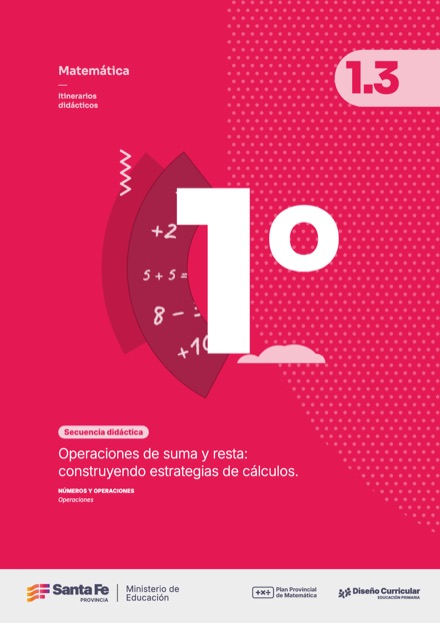 Matemática
Itinerarios
didácticos
1.3
+2
5 + 5 =
8 - :
+10
1º
Secuencia didáctica
Operaciones de suma y resta:
construyendo estrategias de cálculos.
NÚMEROS Y OPERACIONES
Operaciones
Santa Fe
PROVINCIA
Ministerio de
Educación
+×+
Plan Provincial
de Matemática
Diseño Curricular
EDUCACIÓN PRIMARIA